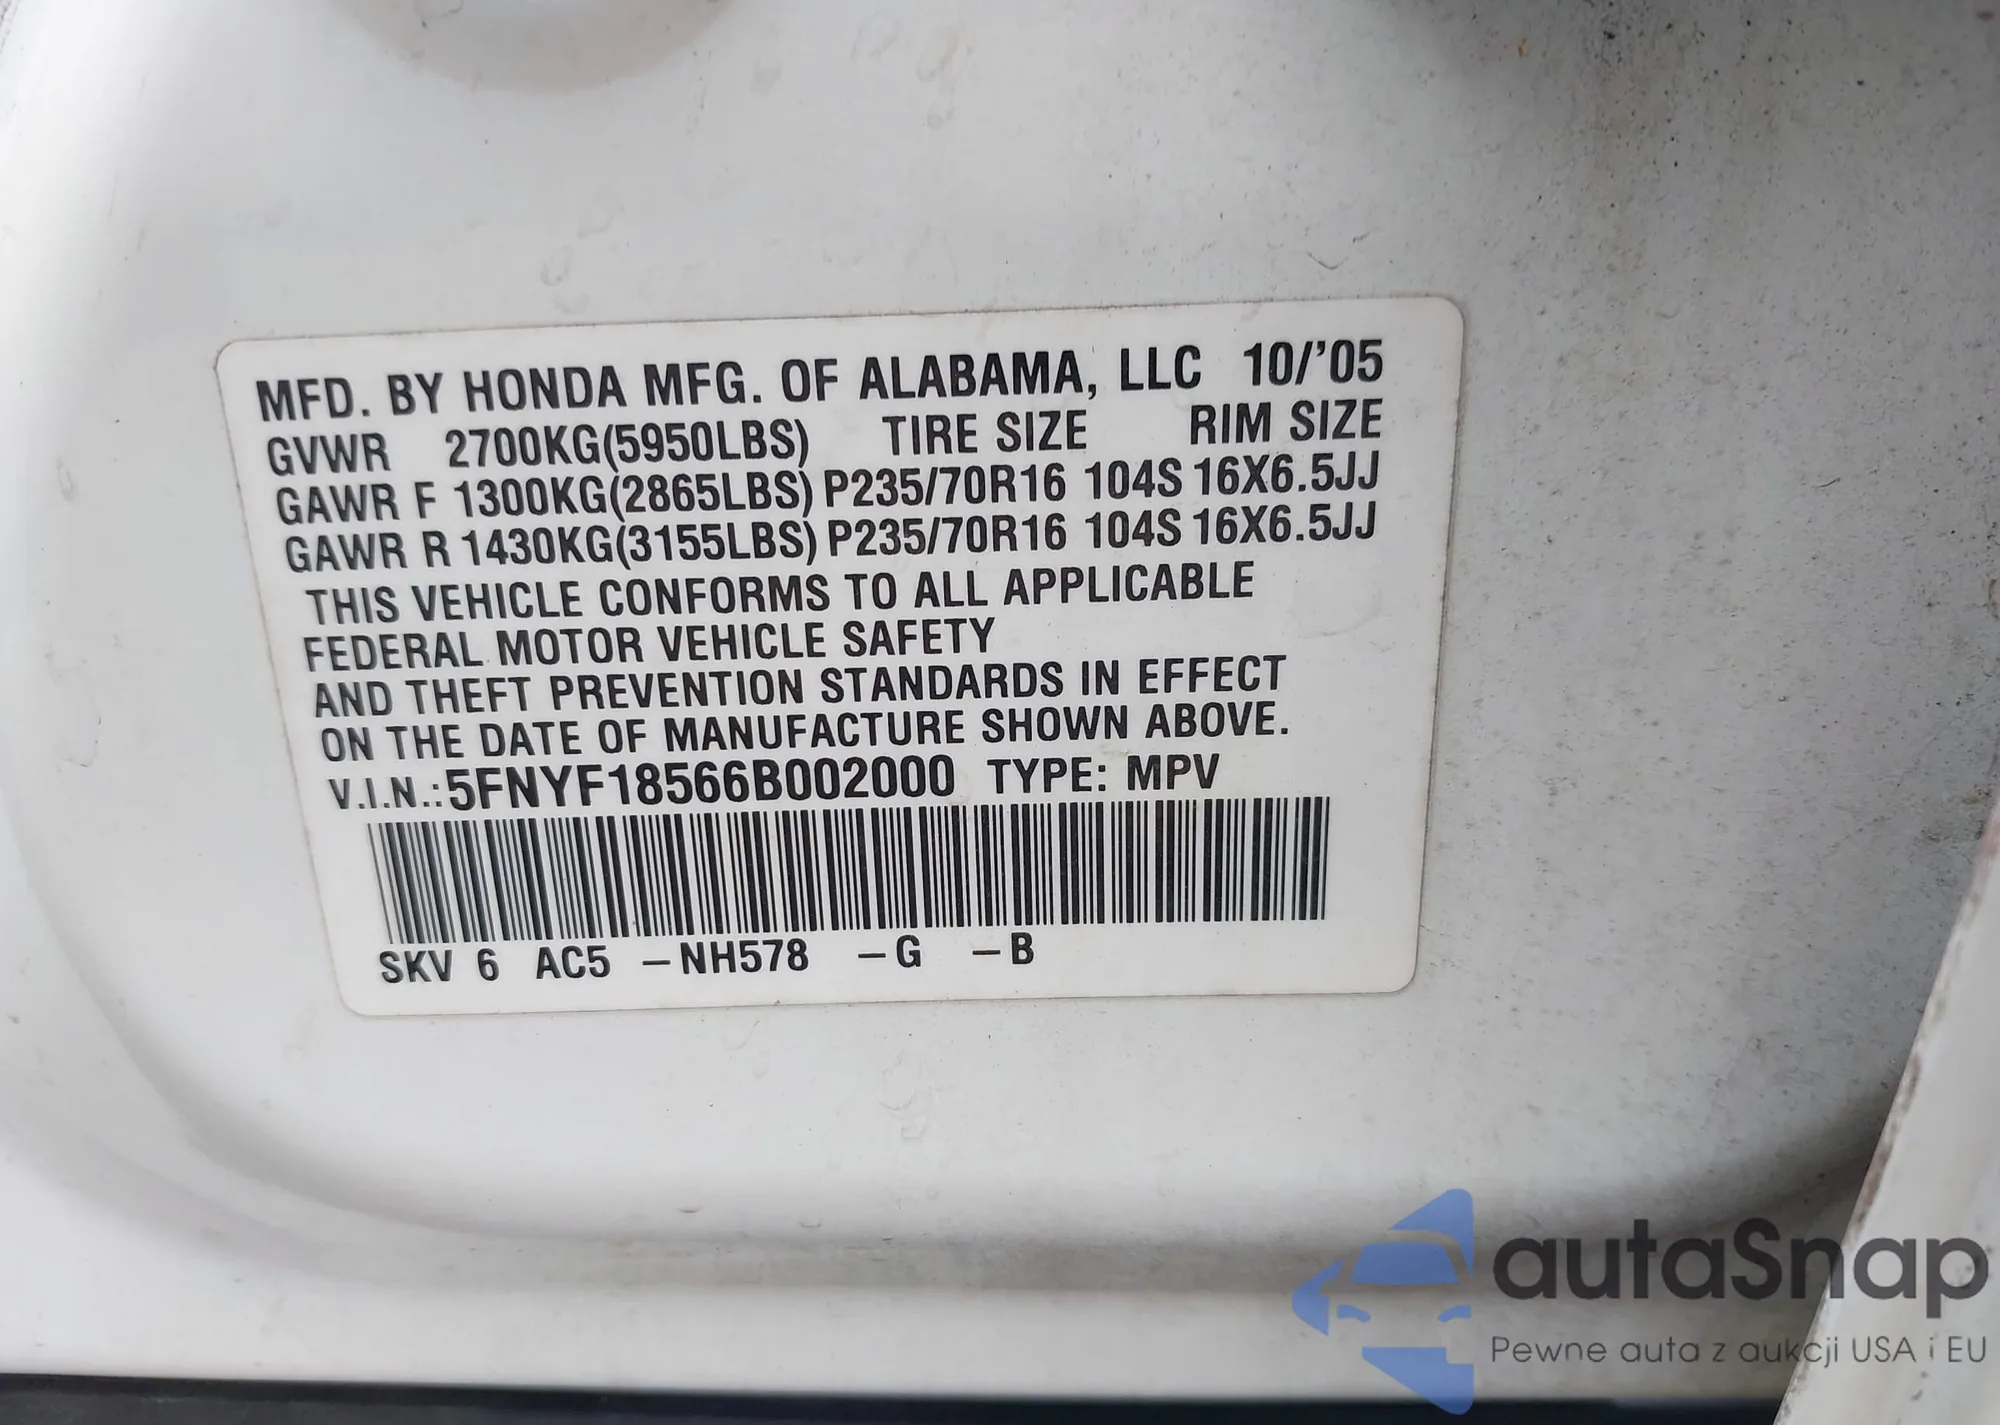 MFD. BY HONDA MFG. OF ALABAMA, LLC 10/'05
GVWR 2700KG(5950LBS) TIRE SIZE RIM SIZE
GAWR F 1300KG(2865LBS) P235/70R16 104S 16X6.5JJ
GAWR R 1430KG(3155LBS) P235/70R16 104S 16X6.5JJ
THIS VEHICLE CONFORMS TO ALL APPLICABLE
FEDERAL MOTOR VEHICLE SAFETY
AND THEFT PREVENTION STANDARDS IN EFFECT
ON THE DATE OF MANUFACTURE SHOWN ABOVE.
V.I.N.:5FNYF18566B002000 TYPE: MPV
SKV 6 AC5 –NH578 –G –B
autaSnap
Pewne auta z aukcji USA i EU